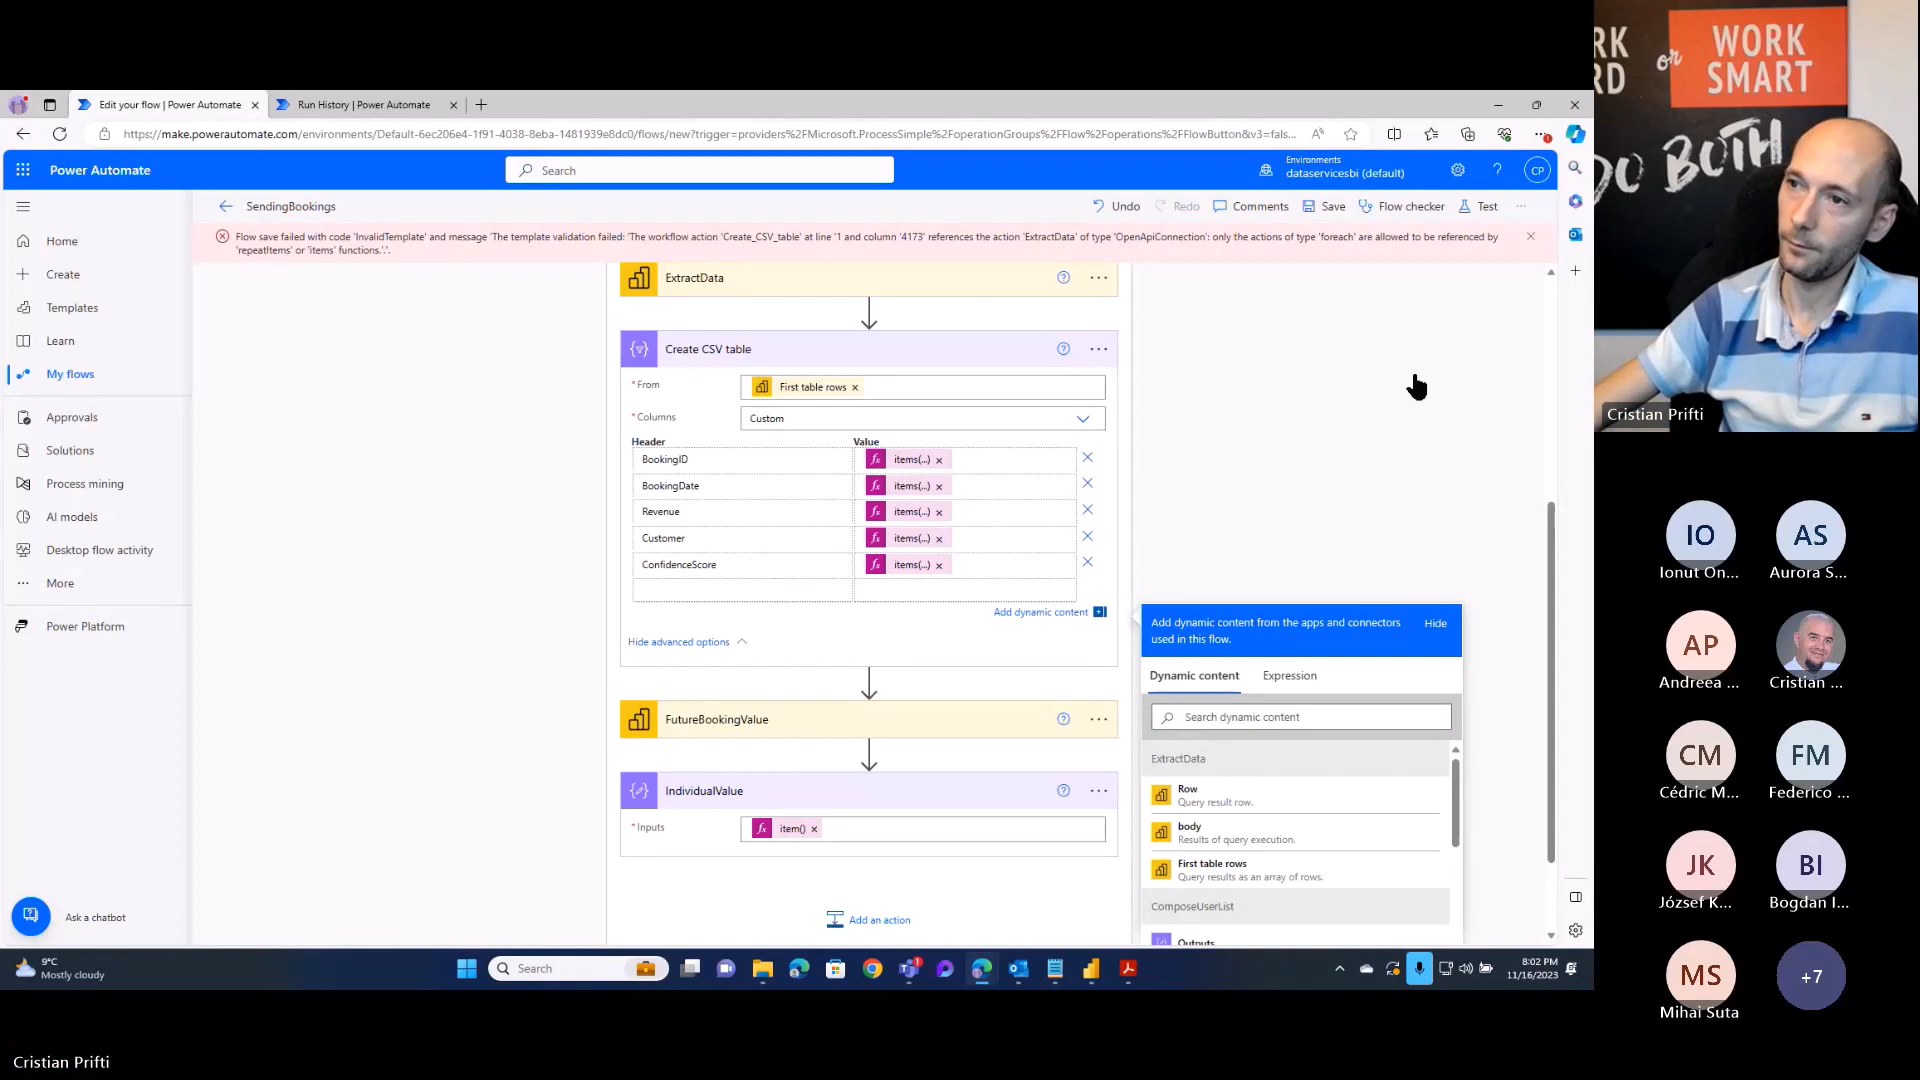 RK
RD
or
WORK
SMART
DO BOTH
Edit your flow | Power Automate
Run History | Power Automate
https://make.powerautomate.com/environments/Default-6ec206e4-1f91-4038-8eba-1481939e8dc0/flows/new?trigger=providers%2FMicrosoft.ProcessSimple%2FoperationGroups%2FFlow%2Foperations%2FFlowButton&v3=fals...
Power Automate
Search
Environments
dataservicesbi (default)
CP
SendingBookings
Undo
Redo
Comments
Save
Flow checker
Test
Flow save failed with code 'InvalidTemplate' and message 'The template validation failed: 'The workflow action 'Create_CSV_table' at line '1 and column '4173' references the action 'ExtractData' of type 'OpenApiConnection': only the actions of type 'foreach' are allowed to be referenced by
'repeatItems' or 'items' functions.'.'.
Home
Create
Templates
Learn
My flows
Approvals
Solutions
Process mining
AI models
Desktop flow activity
More
Power Platform
Ask a chatbot
ExtractData
Create CSV table
* From
First table rows
* Columns
Custom
Header
Value
BookingID
items(...)
BookingDate
items(...)
Revenue
items(...)
Customer
items(...)
ConfidenceScore
items(...)
Add dynamic content
Hide advanced options
FutureBookingValue
IndividualValue
* Inputs
item()
Add an action
Add dynamic content from the apps and connectors
used in this flow.
Hide
Dynamic content
Expression
Search dynamic content
ExtractData
Row
Query result row.
body
Results of query execution.
First table rows
Query results as an array of rows.
ComposeUserList
Outputs
9°C
Mostly cloudy
Search
8:02 PM
11/16/2023
Cristian Prifti
IO
Ionut On...
AS
Aurora S...
AP
Andreea ...
Cristian ...
CM
Cédric M...
FM
Federico ...
JK
József K...
BI
Bogdan I...
MS
Mihai Suta
+7
Cristian Prifti